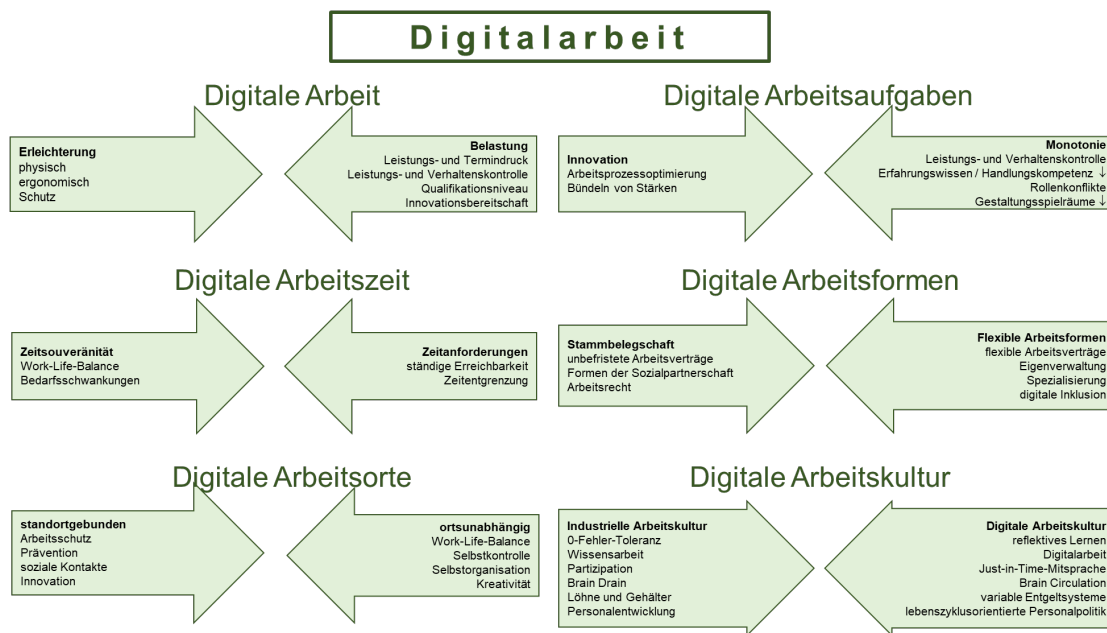 Digitalarbeit
Digitale Arbeit
Erleichterung
physisch
ergonomisch
Schutz
Belastung
Leistungs- und Termindruck
Leistungs- und Verhaltenskontrolle
Qualifikationsniveau
Innovationsbereitschaft
Digitale Arbeitsaufgaben
Innovation
Arbeitsprozessoptimierung
Bündeln von Stärken
Monotonie
Leistungs- und Verhaltenskontrolle
Erfahrungswissen / Handlungskompetenz ↓
Rollenkonflikte
Gestaltungsspielräume ↓
Digitale Arbeitszeit
Zeitsouveränität
Work-Life-Balance
Bedarfsschwankungen
Zeitanforderungen
ständige Erreichbarkeit
Zeitentgrenzung
Digitale Arbeitsformen
Stammbelegschaft
unbefristete Arbeitsverträge
Formen der Sozialpartnerschaft
Arbeitsrecht
Flexible Arbeitsformen
flexible Arbeitsverträge
Eigenverwaltung
Spezialisierung
digitale Inklusion
Digitale Arbeitsorte
standortgebunden
Arbeitsschutz
Prävention
soziale Kontakte
Innovation
ortsunabhängig
Work-Life-Balance
Selbstkontrolle
Selbstorganisation
Kreativität
Digitale Arbeitskultur
Industrielle Arbeitskultur
0-Fehler-Toleranz
Wissensarbeit
Partizipation
Brain Drain
Löhne und Gehälter
Personalentwicklung
Digitale Arbeitskultur
reflektives Lernen
Digitalarbeit
Just-in-Time-Mitsprache
Brain Circulation
variable Entgeltsysteme
lebenszyklusorientierte Personalpolitik